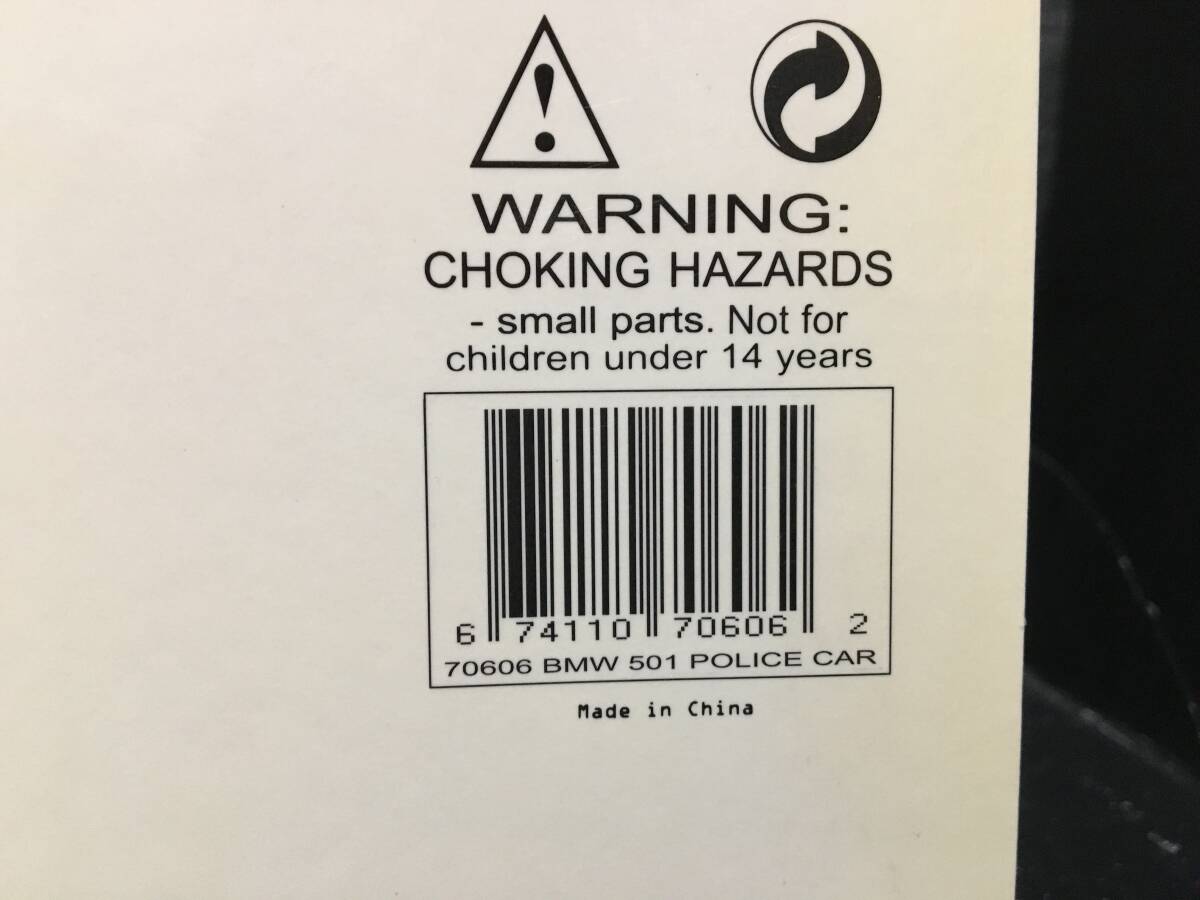 WARNING:
CHOKING HAZARDS
- small parts. Not for
children under 14 years
6 74110 70606 2
70606 BMW 501 POLICE CAR
Made in China